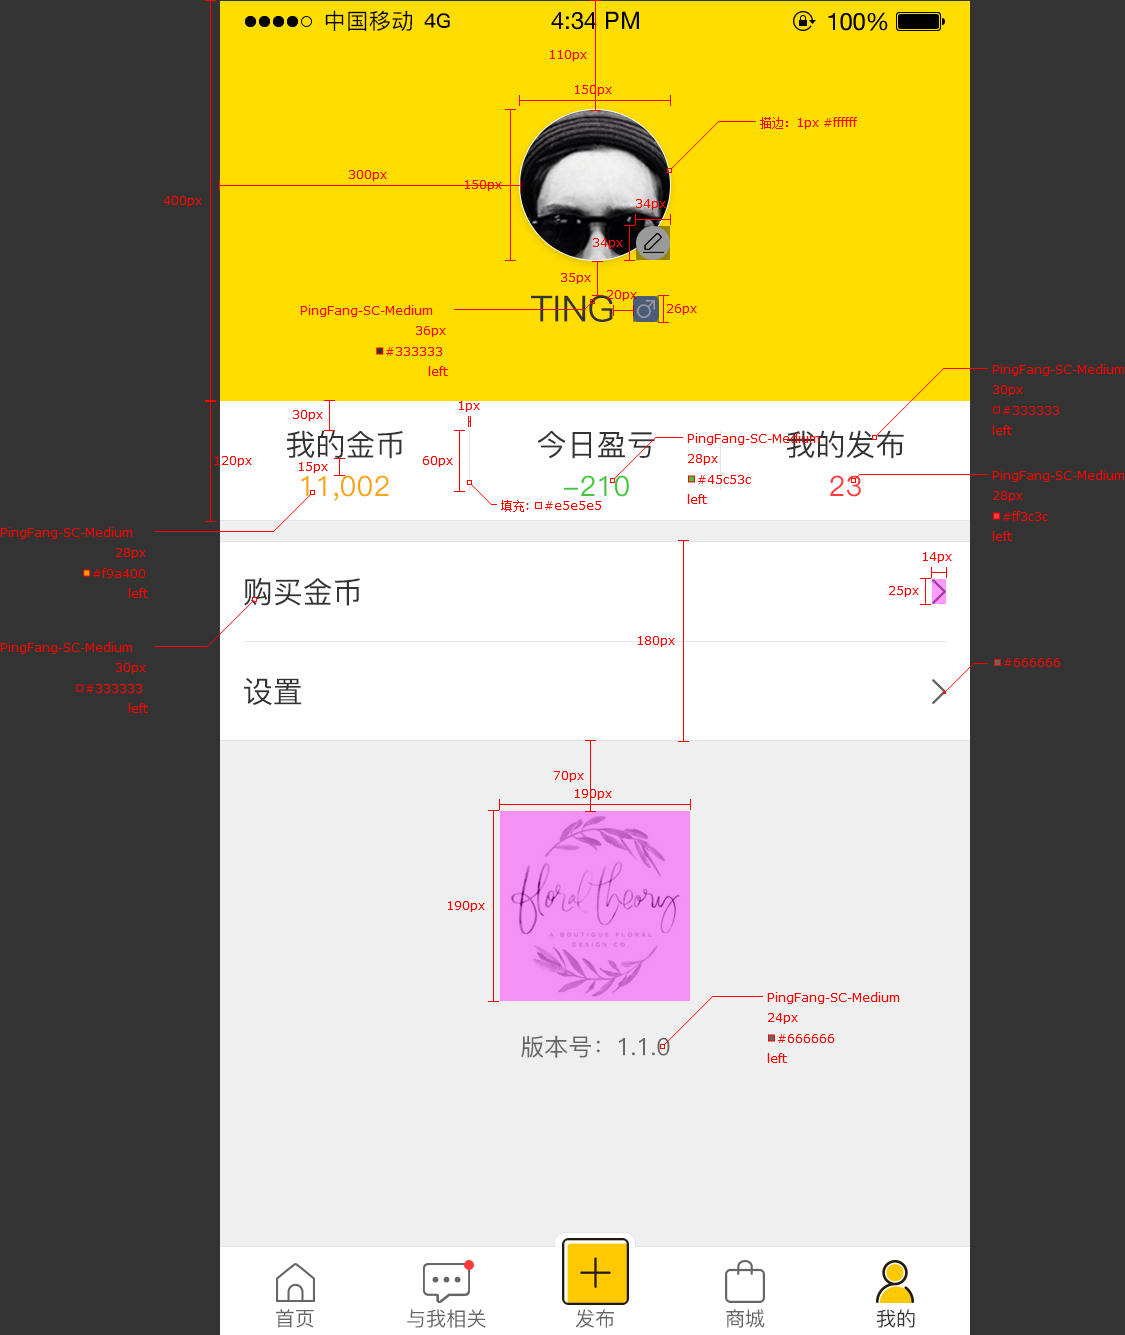 中国移动 4G 4:34 PM 100%
110px
150px
描边：1px #ffffff
300px
150px
400px
34px
34px
35px
20px
TING
26px
PingFang-SC-Medium
36px
#333333
left
PingFang-SC-Medium
30px
#333333
left
30px
1px
我的金币 今日盈亏 我的发布
PingFang-SC-Medium
28px
#45c53c
left
120px
15px
60px
11,002 -210 23
填充：#e5e5e5
PingFang-SC-Medium
28px
#ff3c3c
left
PingFang-SC-Medium
28px
#f9a400
left
14px
25px
购买金币
PingFang-SC-Medium
30px
#333333
left
180px
#666666
设置
70px
190px
190px
floral theory
A BOUTIQUE FLORAL
DESIGN CO.
PingFang-SC-Medium
24px
#666666
left
版本号：1.1.0
首页 与我相关 发布 商城 我的